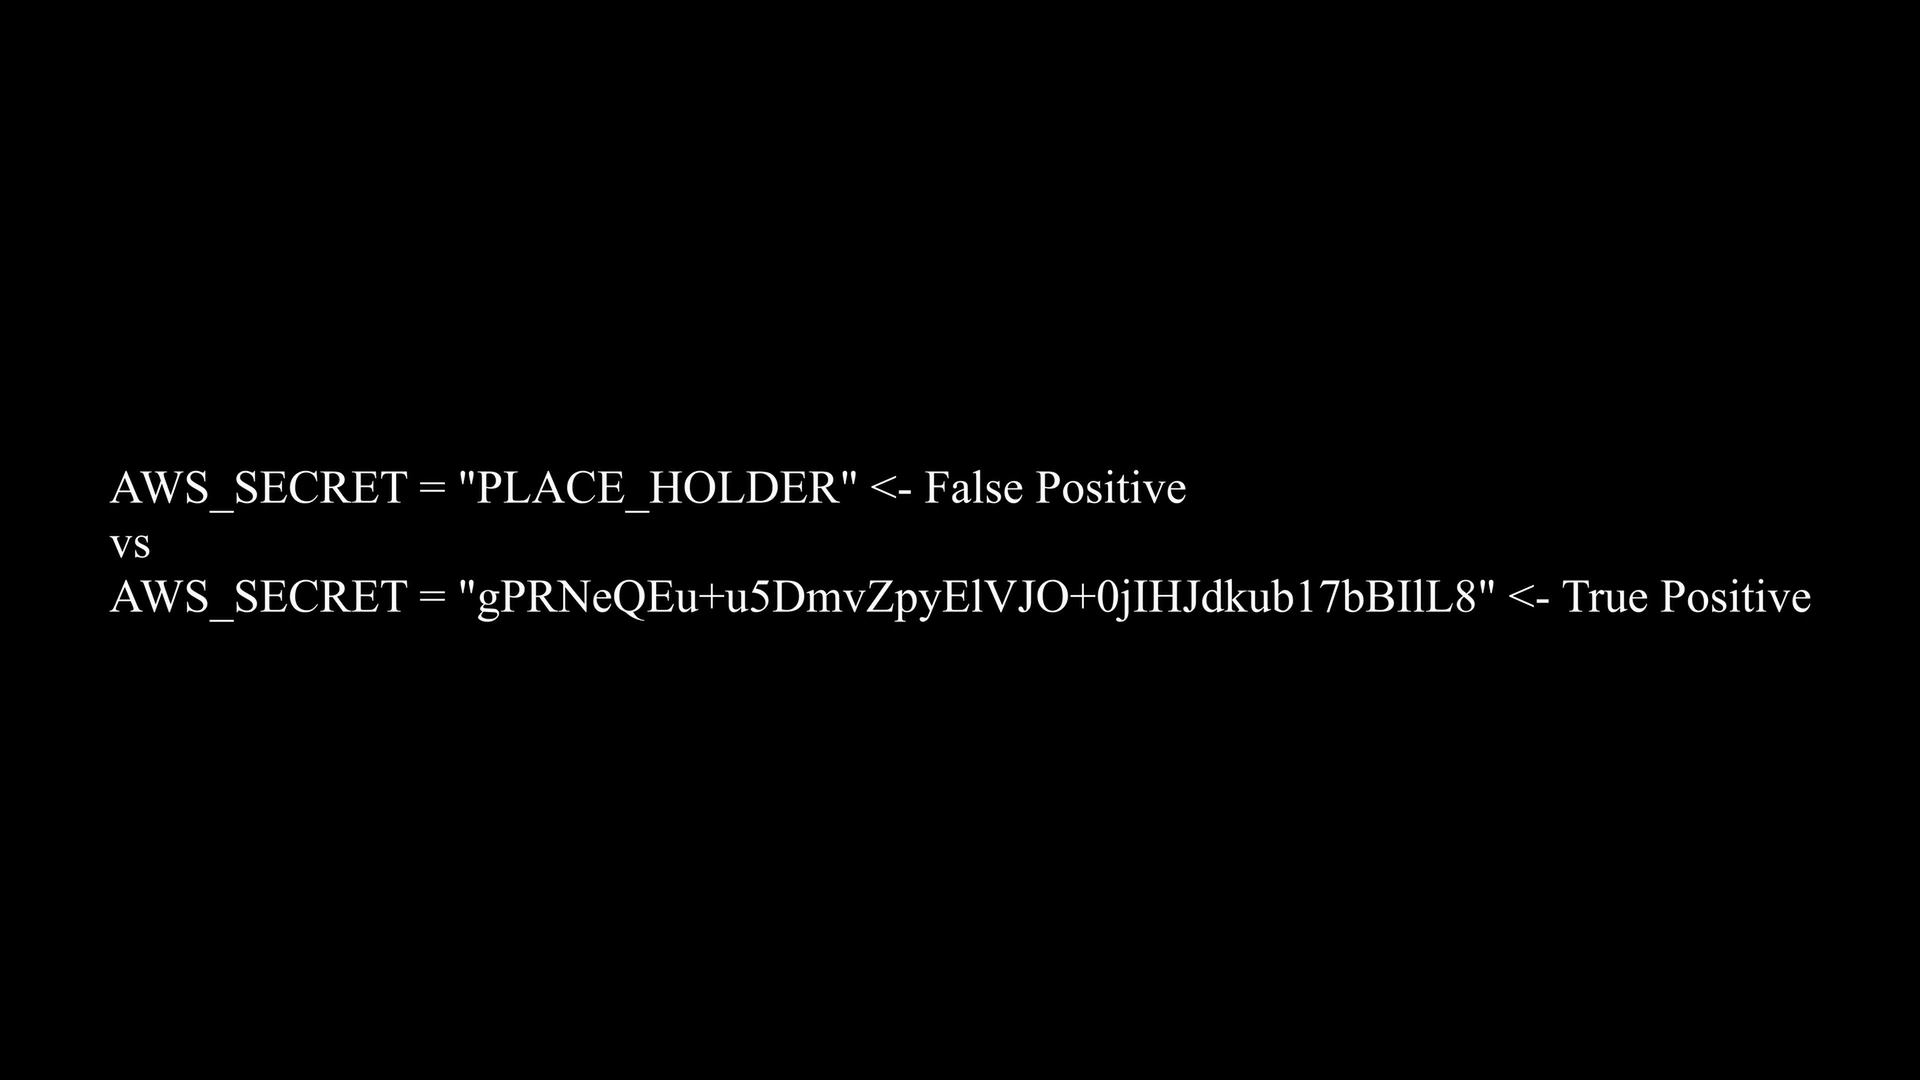 AWS_SECRET = "PLACE_HOLDER" <- False Positive
vs
AWS_SECRET = "gPRNeQEu+u5DmvZpyElVJO+0jIHJdkub17bBIlL8" <- True Positive